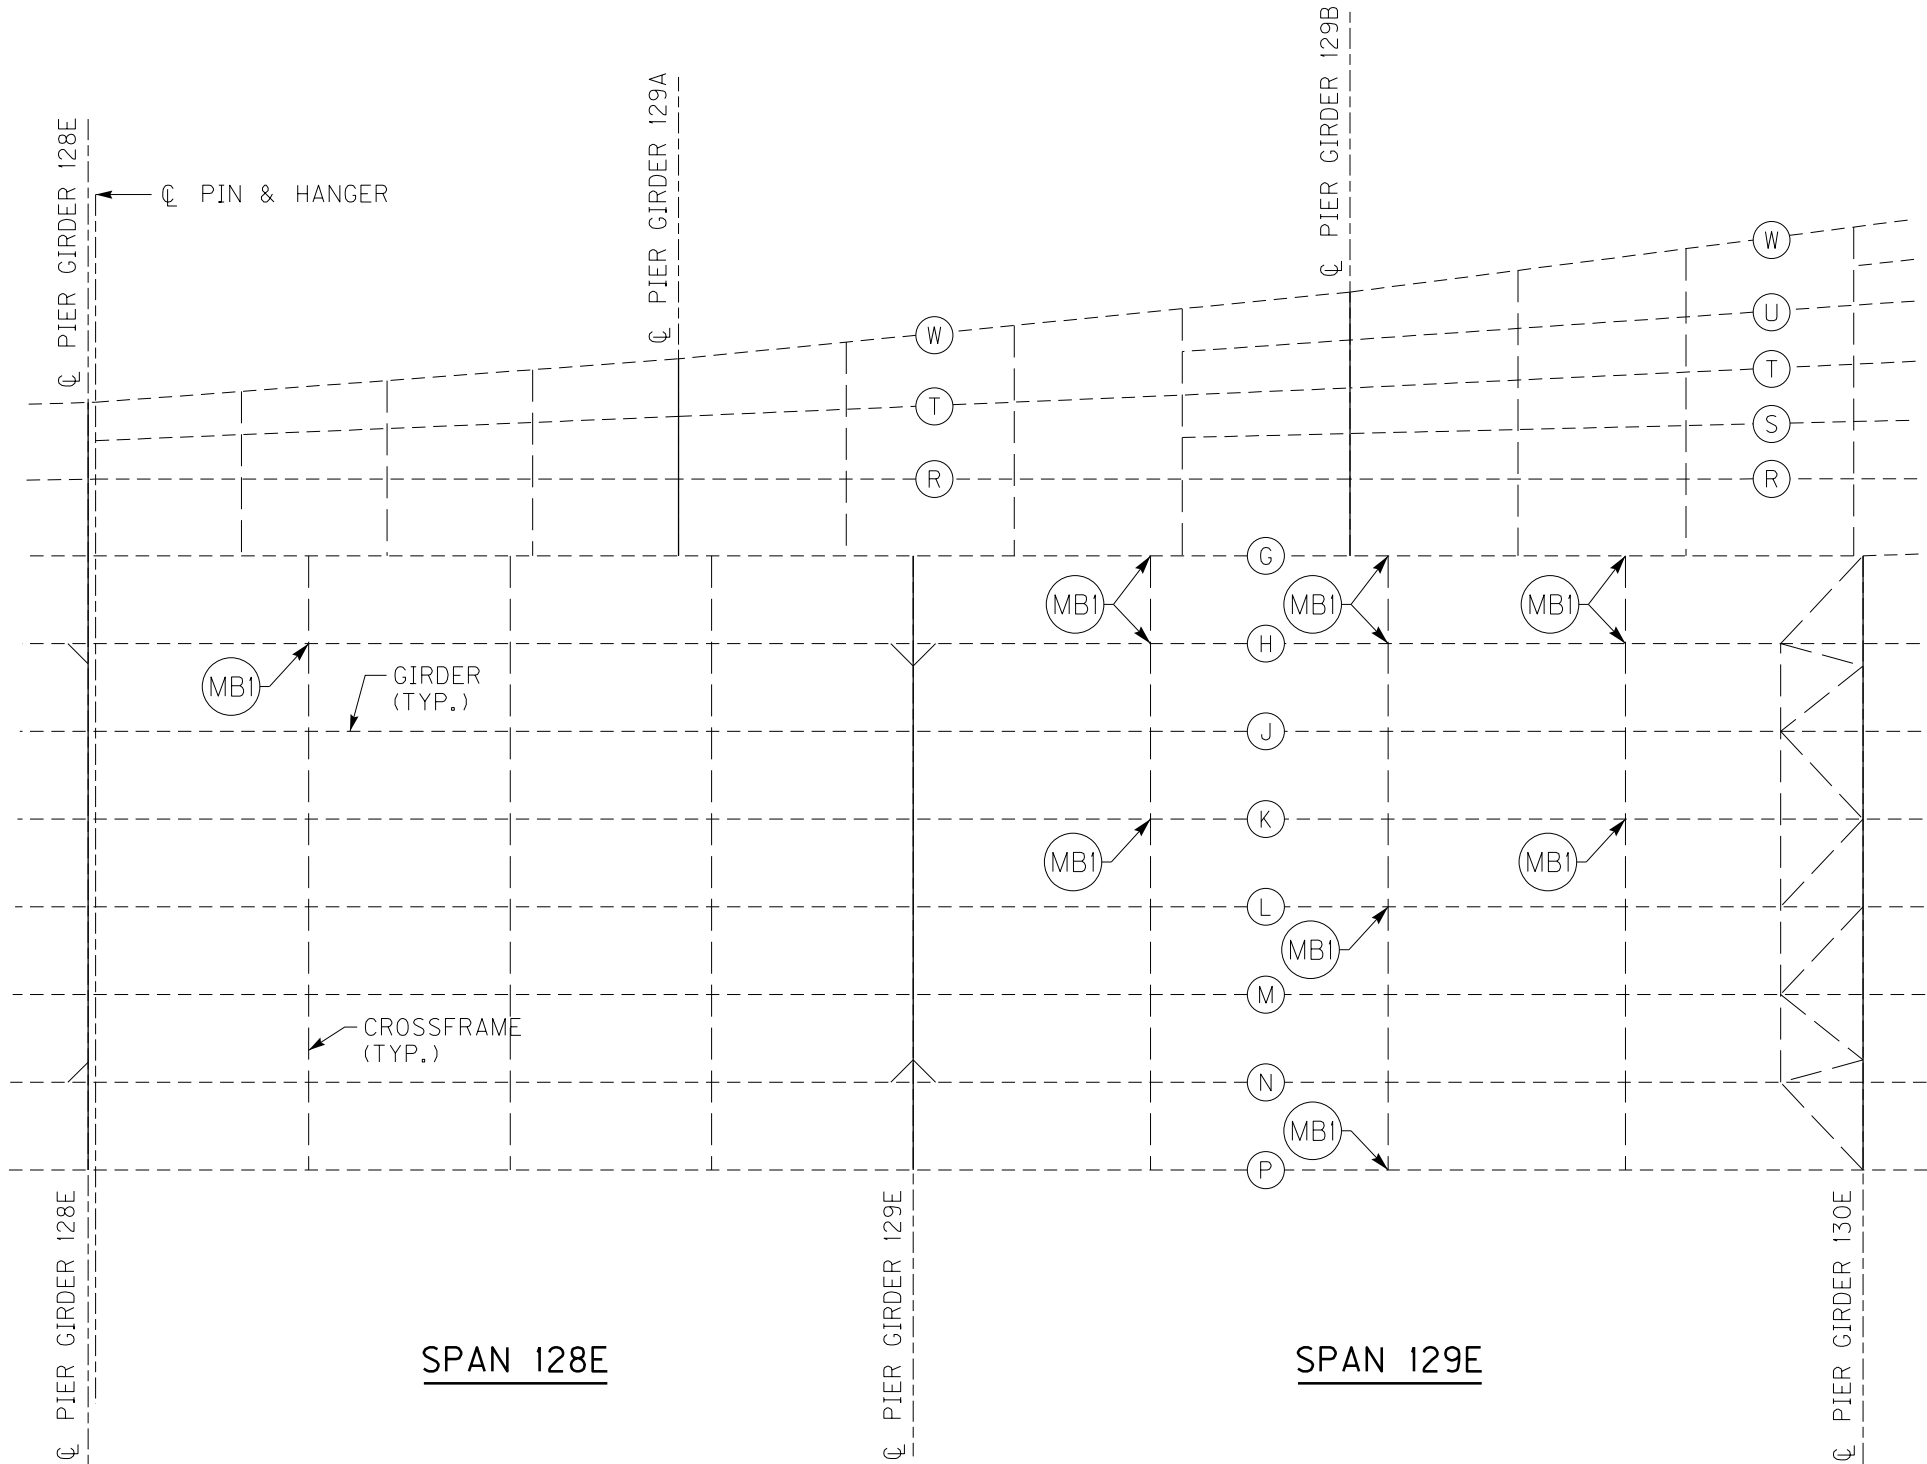 ℄ PIER GIRDER 128E
℄ PIN & HANGER
℄ PIER GIRDER 129A
℄ PIER GIRDER 129B
W
W
U
T
T
S
R
R
G
MB1
MB1
MB1
H
MB1
GIRDER
(TYP.)
J
K
MB1
MB1
L
MB1
M
CROSSFRAME
(TYP.)
N
MB1
P
℄ PIER GIRDER 128E
℄ PIER GIRDER 129E
℄ PIER GIRDER 130E
SPAN 128E
SPAN 129E